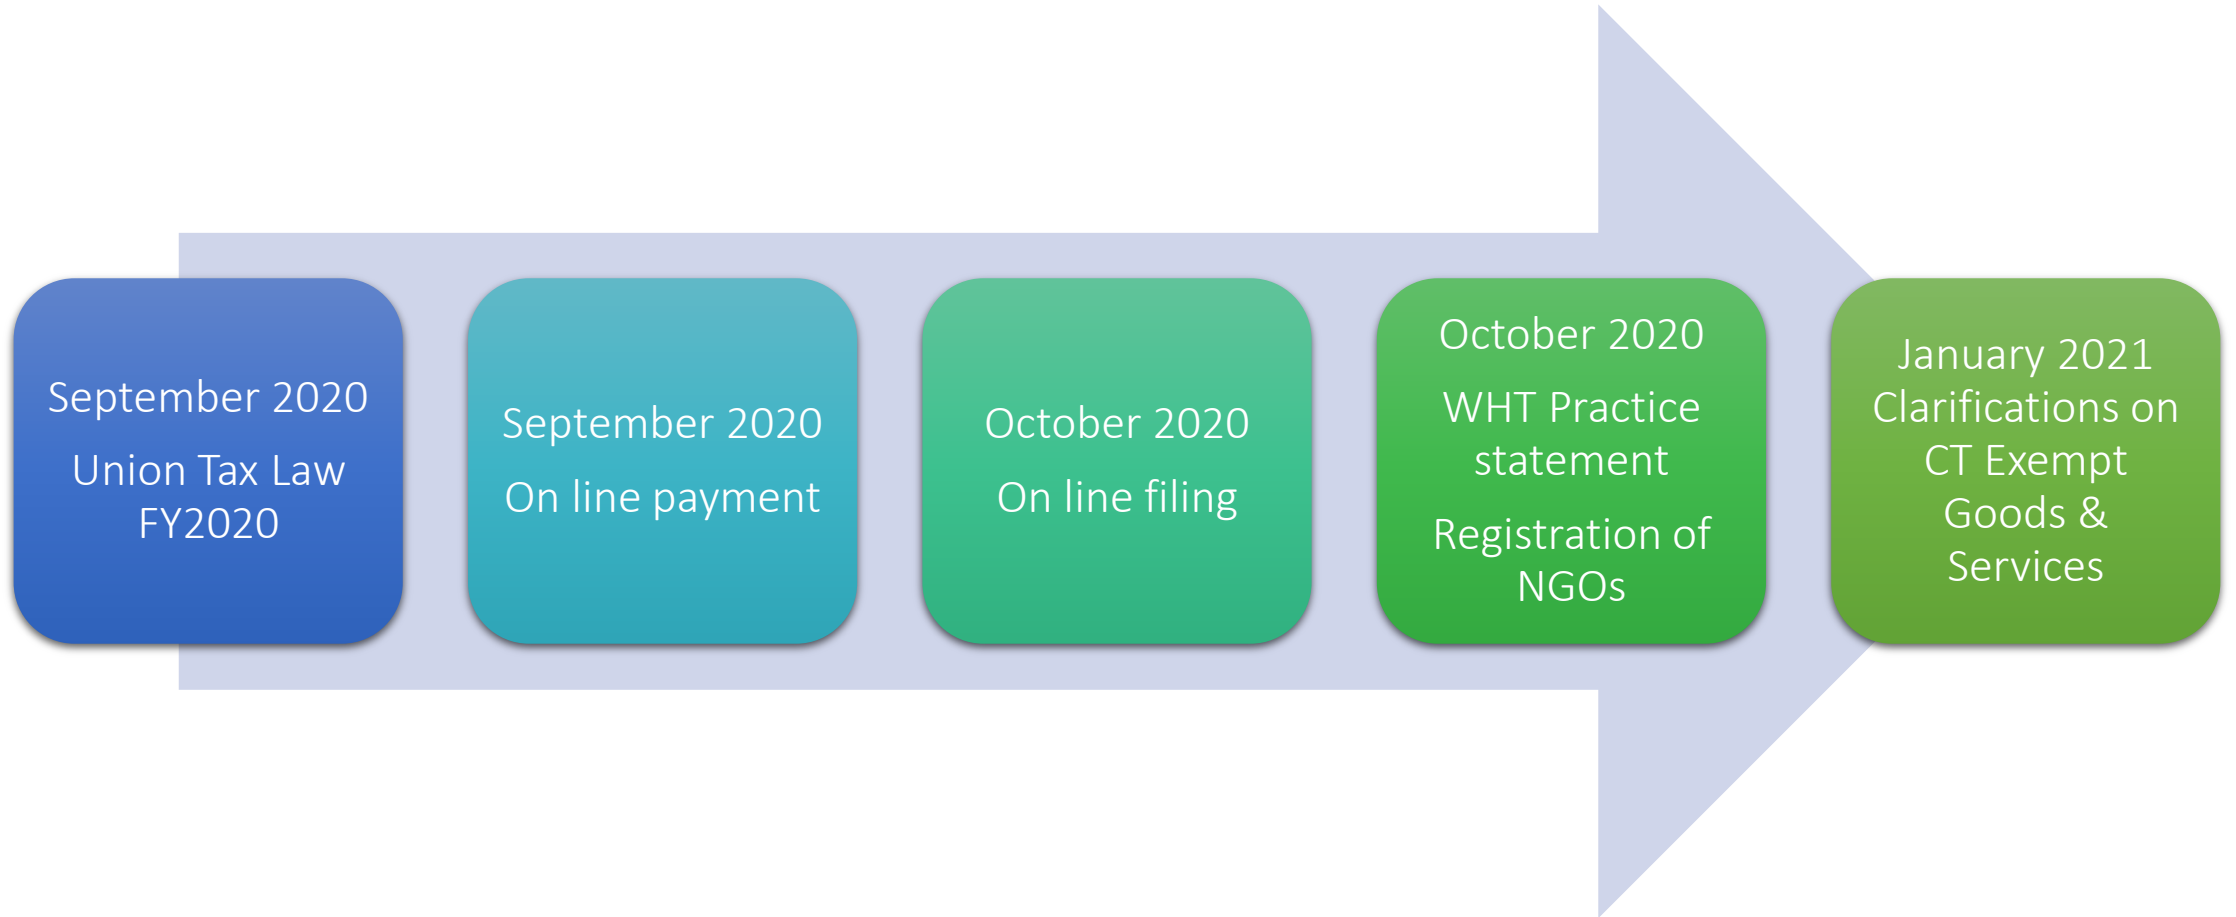 September 2020
Union Tax Law
FY2020
September 2020
On line payment
October 2020
On line filing
October 2020
WHT Practice
statement
Registration of
NGOs
January 2021
Clarifications on
CT Exempt
Goods &
Services